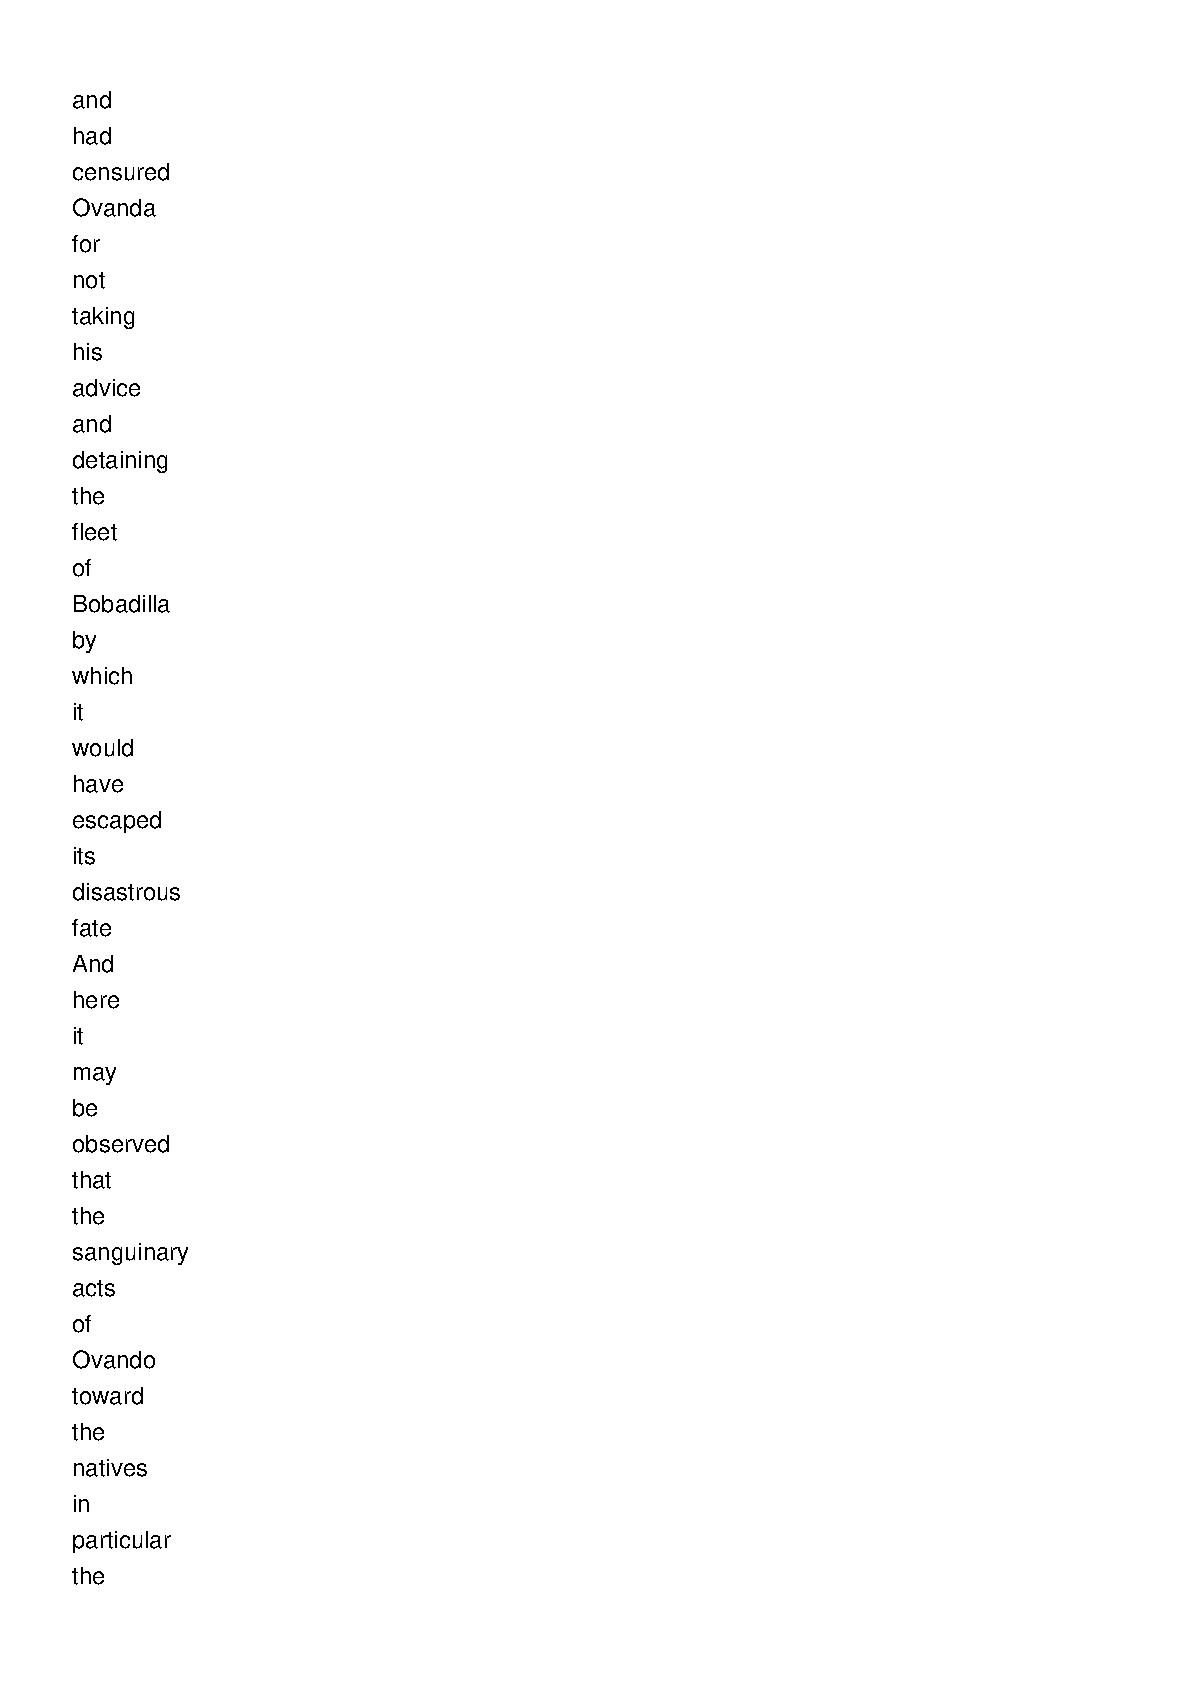 and
had
censured
Ovanda
for
not
taking
his
advice
and
detaining
the
fleet
of
Bobadilla
by
which
it
would
have
escaped
its
disastrous
fate
And
here
it
may
be
observed
that
the
sanguinary
acts
of
Ovando
toward
the
natives
in
particular
the